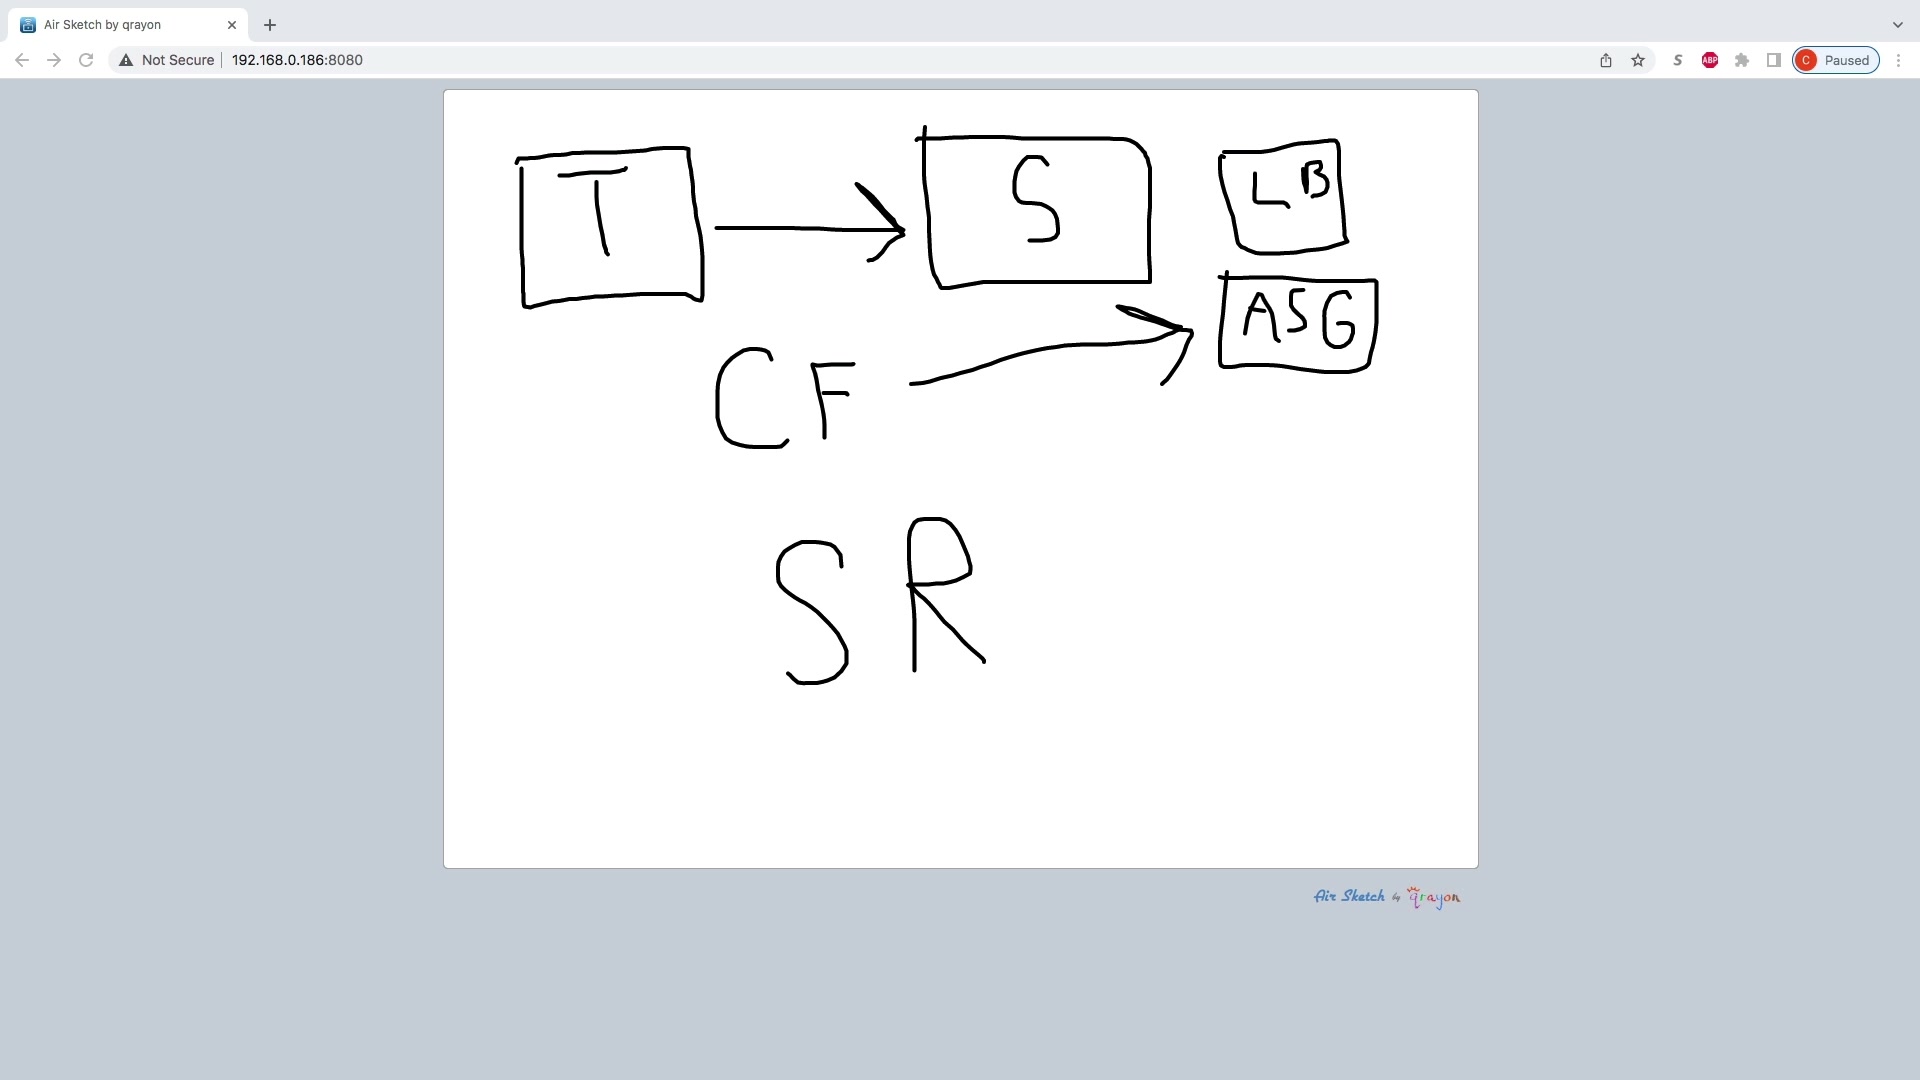 Air Sketch by qrayon
Not Secure 192.168.0.186:8080
S ABP C Paused
T S LB
ASG
CF
SR
Air Sketch by qrayon